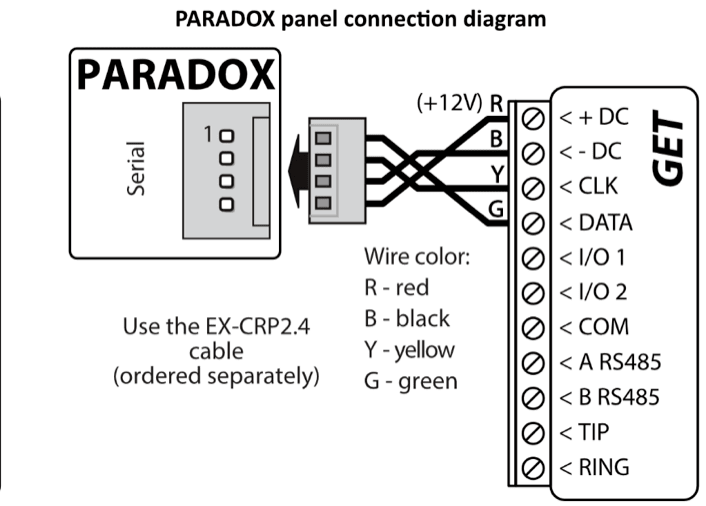 PARADOX panel connection diagram
PARADOX
Serial
1
(+12V) R
B
Y
G
< + DC
< - DC
< CLK
< DATA
< I/O 1
< I/O 2
< COM
< A RS485
< B RS485
< TIP
< RING
GET
Wire color:
R - red
B - black
Y - yellow
G - green
Use the EX-CRP2.4
cable
(ordered separately)